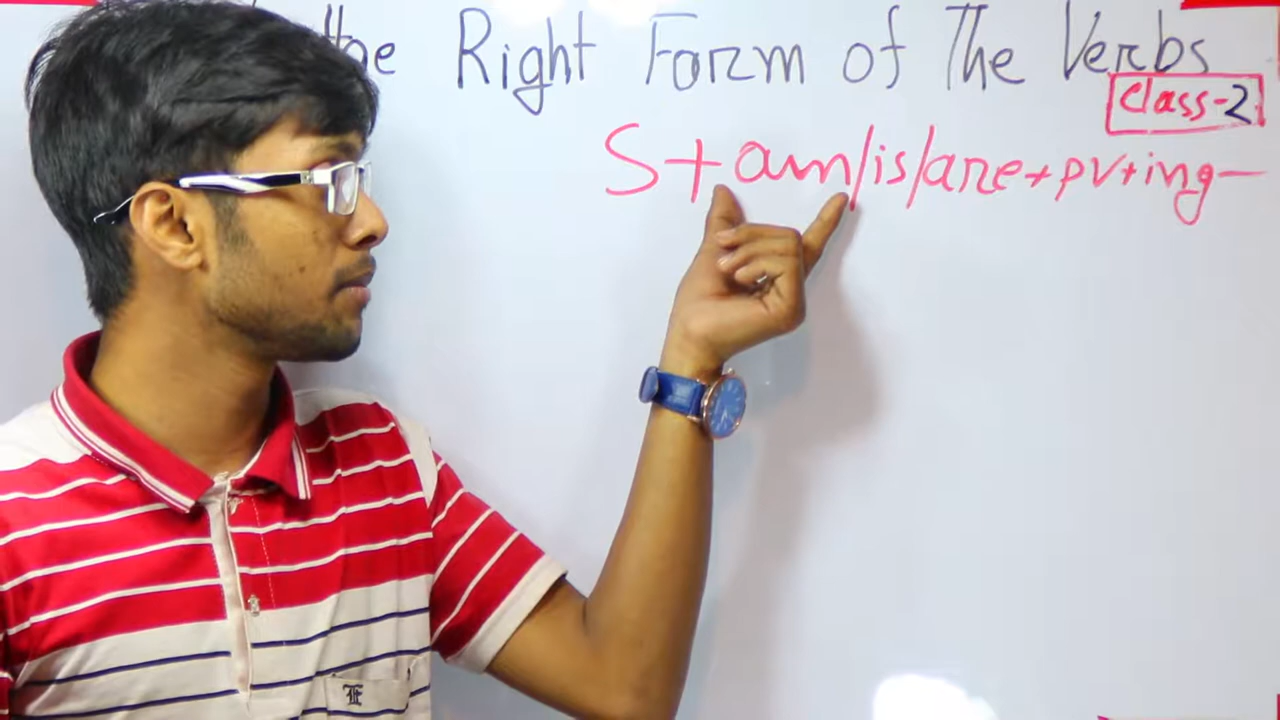 the Right Form of The Verbs
Class-2
S+am/is/are+pv+ing-